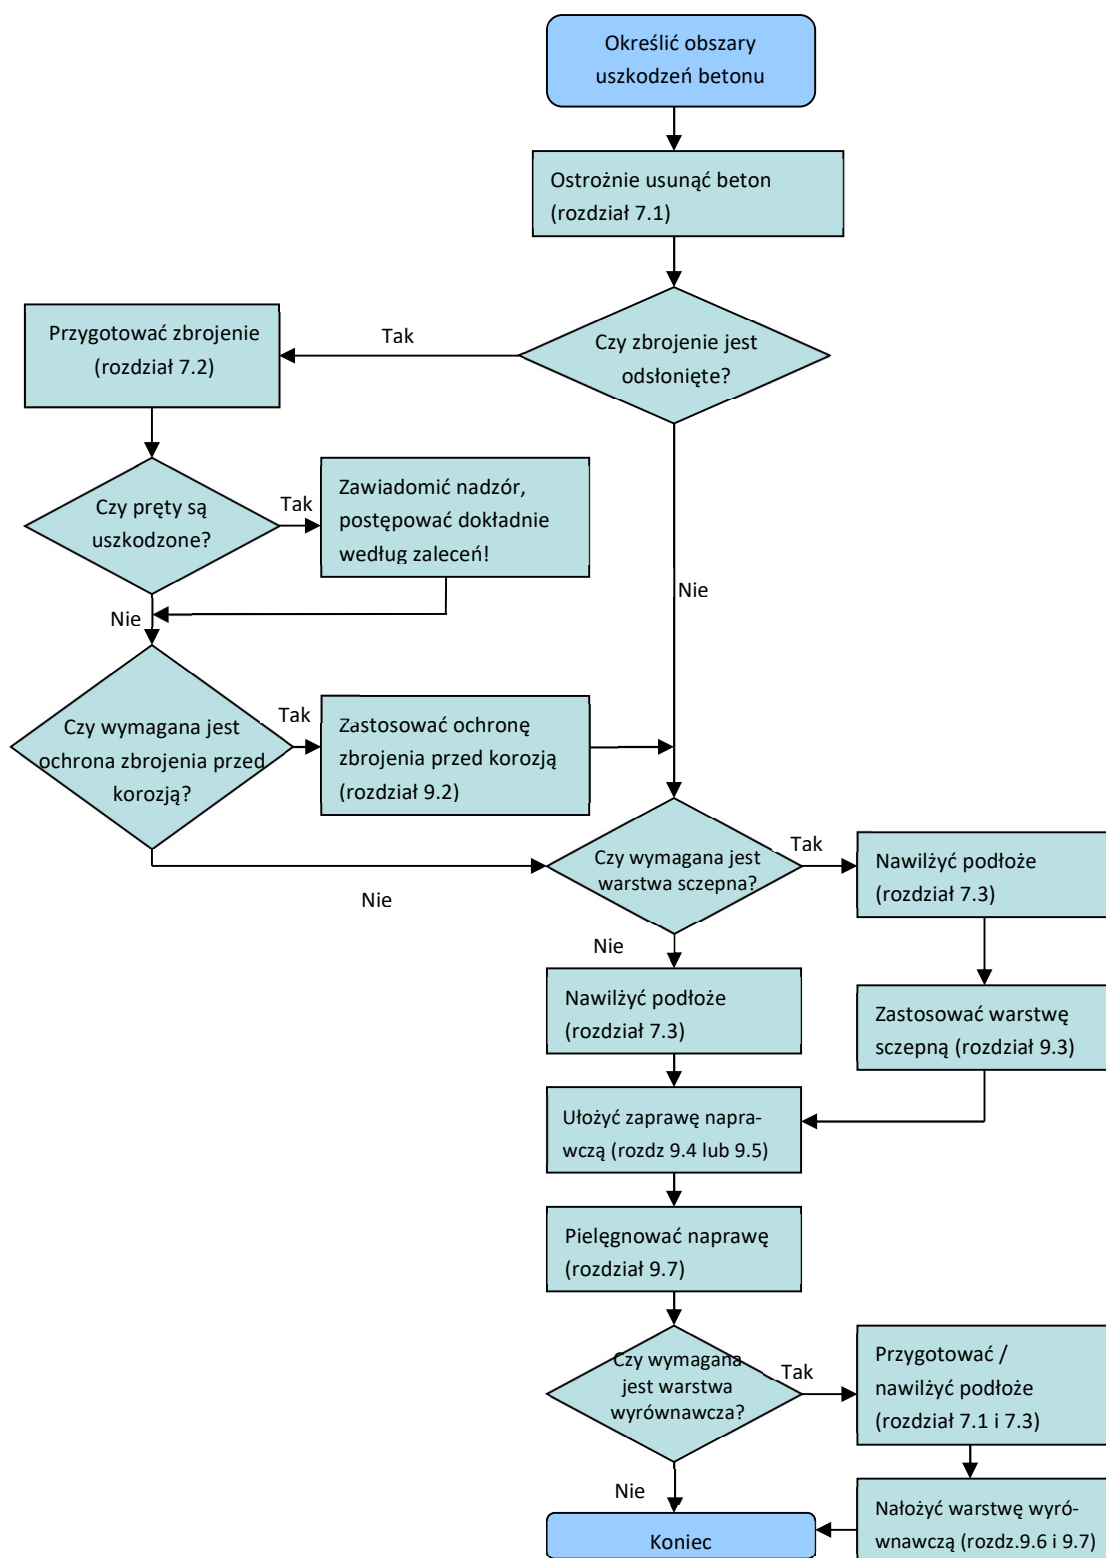 Określić obszary
uszkodzeń betonu
Ostrożnie usunąć beton
(rozdział 7.1)
Przygotować zbrojenie
(rozdział 7.2)
Tak
Czy zbrojenie jest
odsłonięte?
Czy pręty są
uszkodzone?
Tak
Zawiadomić nadzór,
postępować dokładnie
według zaleceń!
Nie
Nie
Czy wymagana jest
ochrona zbrojenia przed
korozją?
Tak
Zastosować ochronę
zbrojenia przed korozją
(rozdział 9.2)
Nie
Czy wymagana jest
warstwa sczepna?
Tak
Nawilżyć podłoże
(rozdział 7.3)
Nie
Nawilżyć podłoże
(rozdział 7.3)
Zastosować warstwę
sczepną (rozdział 9.3)
Ułożyć zaprawę napra-
wczą (rozdz 9.4 lub 9.5)
Pielęgnować naprawę
(rozdział 9.7)
Czy wymagana
jest warstwa
wyrównawcza?
Tak
Przygotować /
nawilżyć podłoże
(rozdział 7.1 i 7.3)
Nie
Koniec
Nałożyć warstwę wyró-
wnawczą (rozdz.9.6 i 9.7)